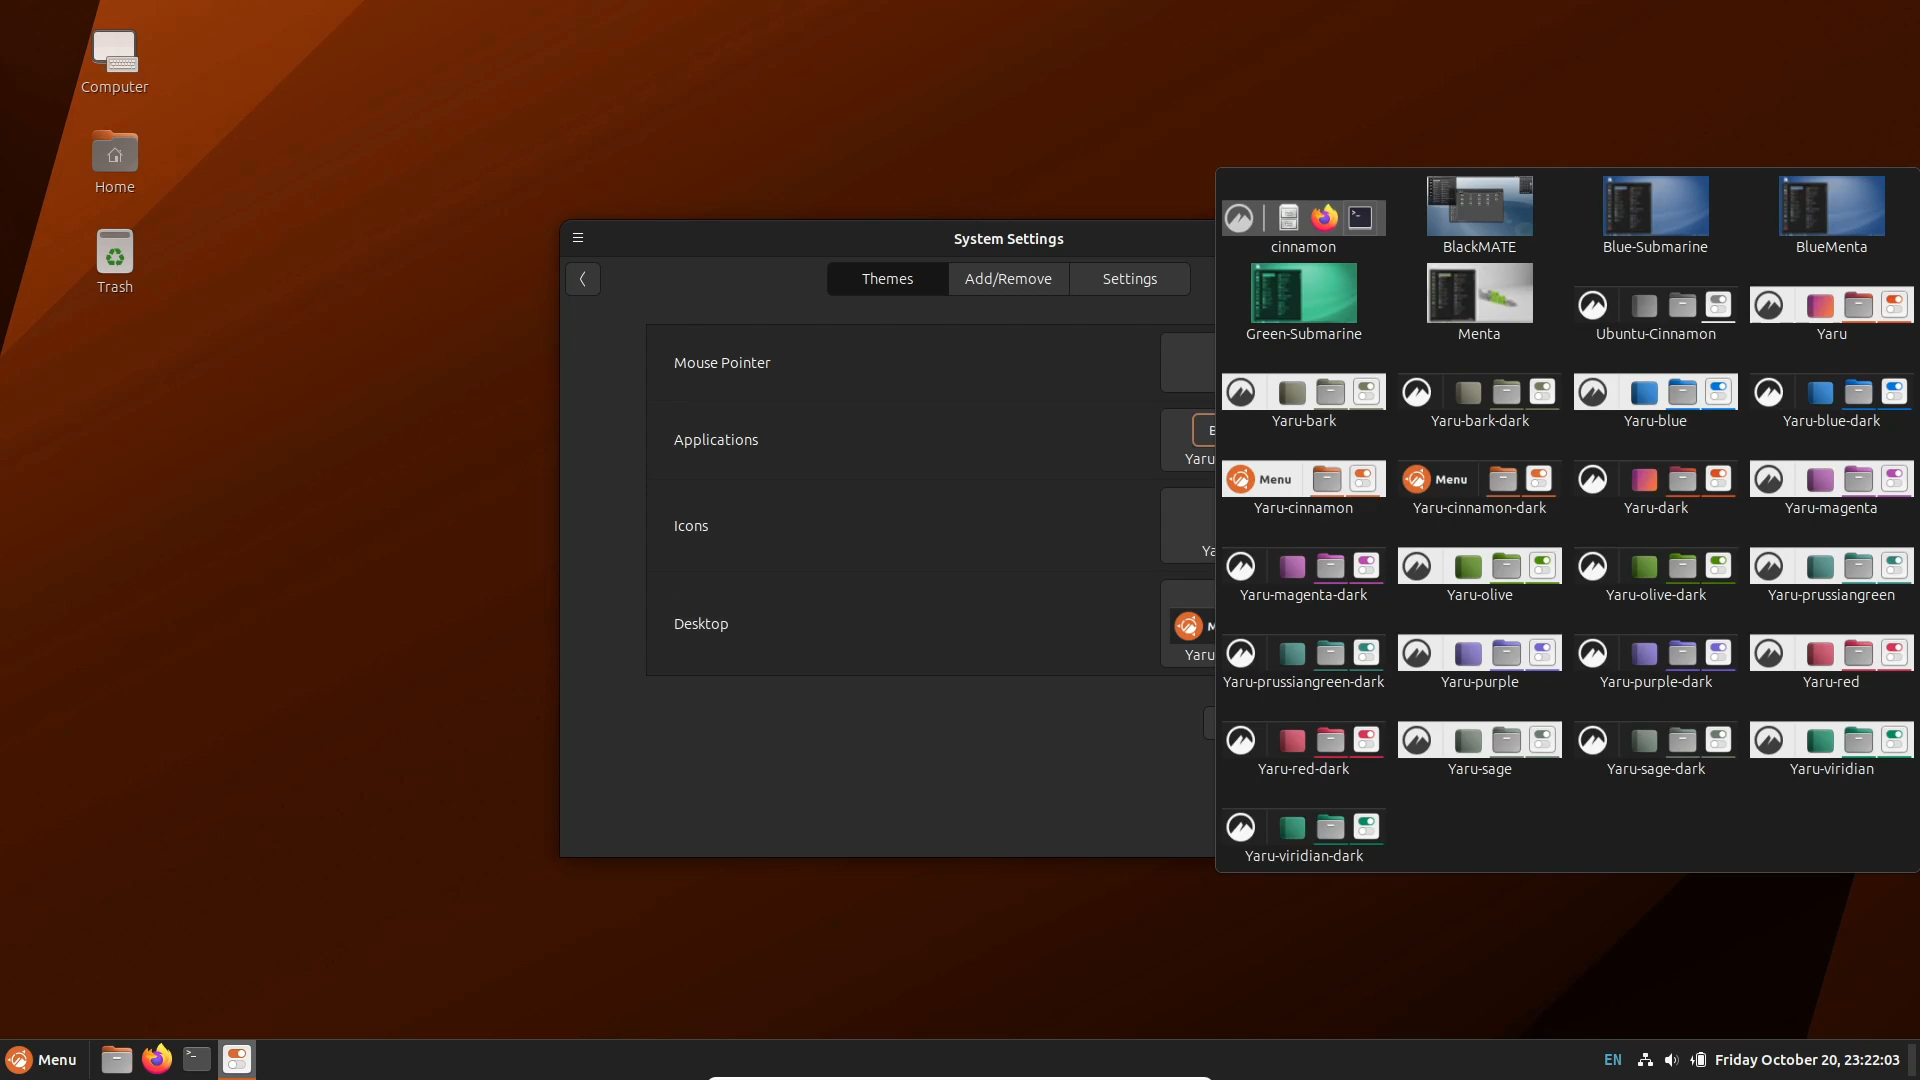 Computer
Home
Trash
System Settings
Themes
Add/Remove
Settings
Mouse Pointer
Applications
Yaru-
Icons
Desktop
Yaru
cinnamon
BlackMATE
Blue-Submarine
BlueMenta
Green-Submarine
Menta
Ubuntu-Cinnamon
Yaru
Yaru-bark
Yaru-bark-dark
Yaru-blue
Yaru-blue-dark
Menu
Yaru-cinnamon
Menu
Yaru-cinnamon-dark
Yaru-dark
Yaru-magenta
Yaru-magenta-dark
Yaru-olive
Yaru-olive-dark
Yaru-prussiangreen
Yaru-prussiangreen-dark
Yaru-purple
Yaru-purple-dark
Yaru-red
Yaru-red-dark
Yaru-sage
Yaru-sage-dark
Yaru-viridian
Yaru-viridian-dark
Menu
EN
Friday October 20, 23:22:03